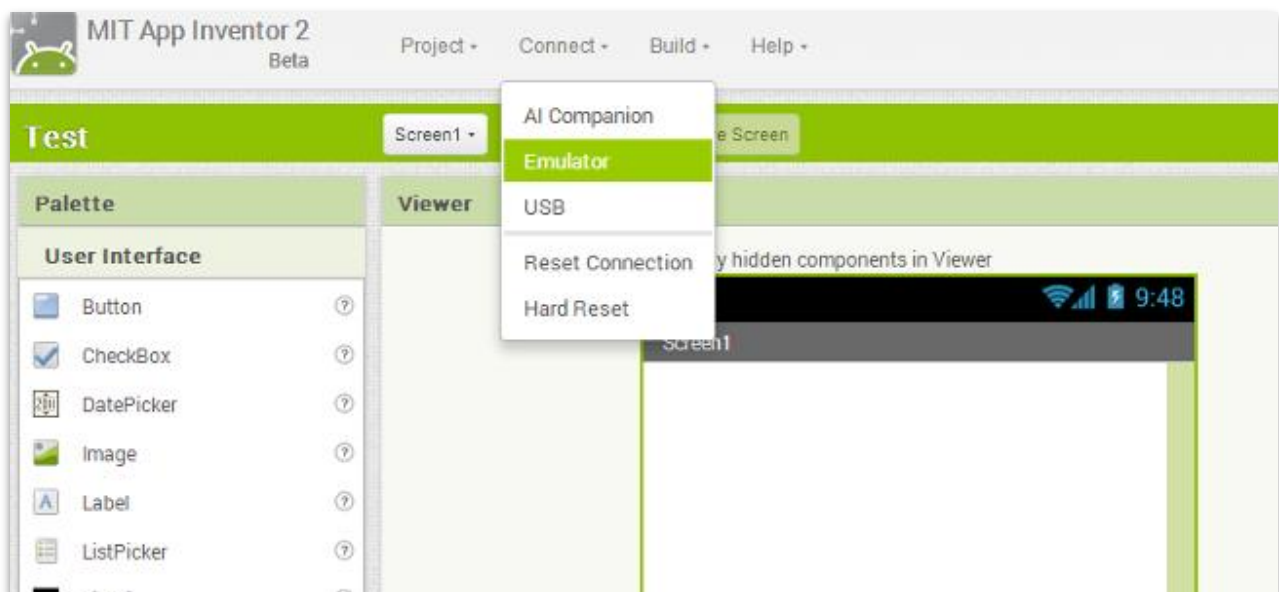 MIT App Inventor 2
Beta
Project
Connect
Build
Help
Test
Screen1
AI Companion
Emulator
USB
Reset Connection
Hard Reset
e Screen
Palette
Viewer
User Interface
y hidden components in Viewer
Button
9:48
Screen1
CheckBox
DatePicker
Image
Label
ListPicker